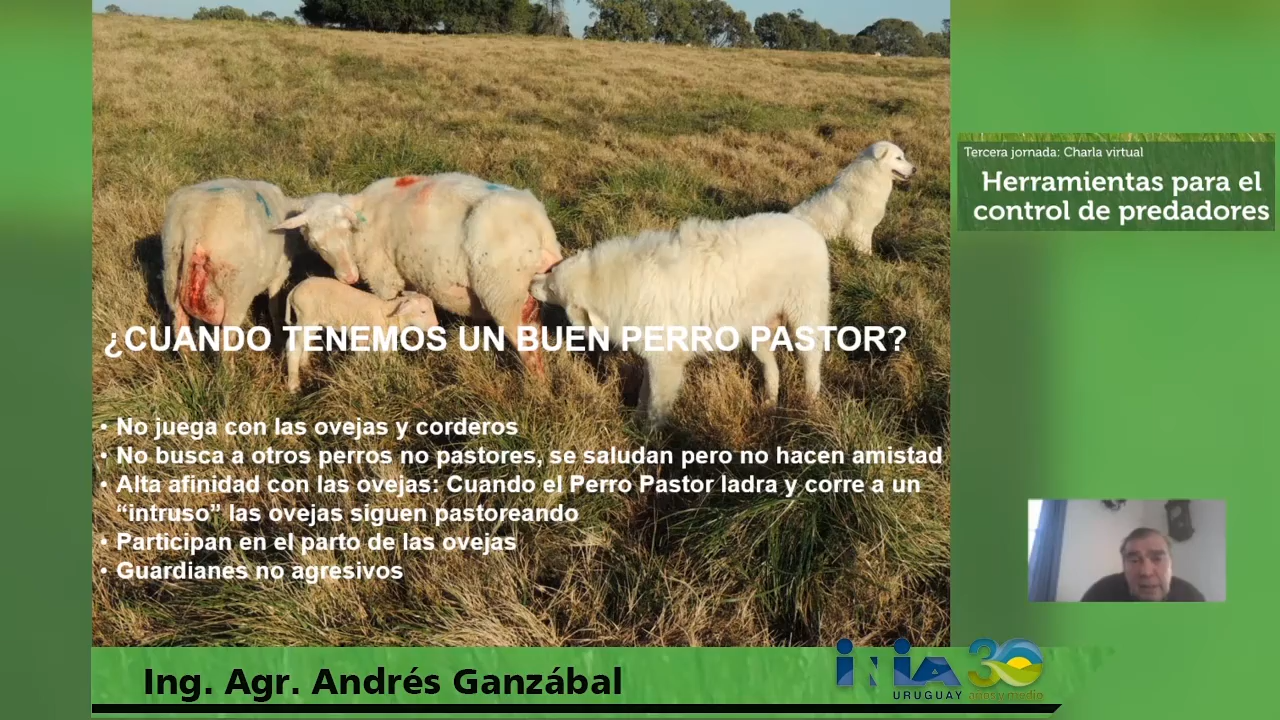 Tercera jornada: Charla virtual
Herramientas para el
control de predadores
¿CUANDO TENEMOS UN BUEN PERRO PASTOR?
• No juega con las ovejas y corderos
• No busca a otros perros no pastores, se saludan pero no hacen amistad
• Alta afinidad con las ovejas: Cuando el Perro Pastor ladra y corre a un
“intruso” las ovejas siguen pastoreando
• Participan en el parto de las ovejas
• Guardianes no agresivos
Ing. Agr. Andrés Ganzábal
inia 30
URUGUAY años y medio